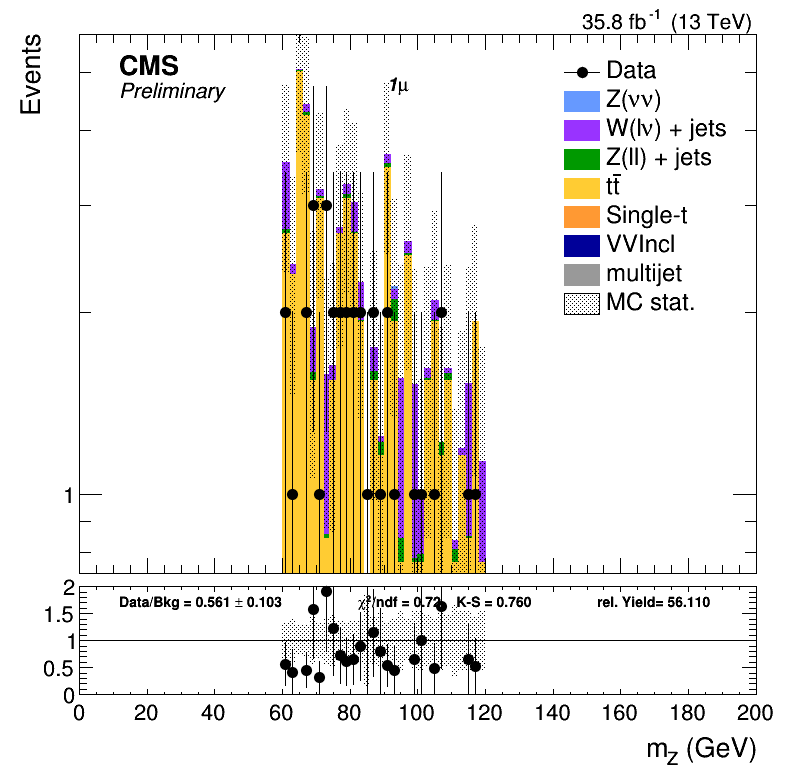 35.8 fb⁻¹ (13 TeV)
Events
CMS
Preliminary
1μ
Data
Z(νν)
W(lν) + jets
Z(ll) + jets
tt̄
Single-t
VVIncl
multijet
MC stat.
1
2
1.5
1
0.5
0
Data/Bkg = 0.561 ± 0.103 χ²/ndf = 0.72 K-S = 0.760 rel. Yield= 56.110
0 20 40 60 80 100 120 140 160 180 200
m_Z (GeV)